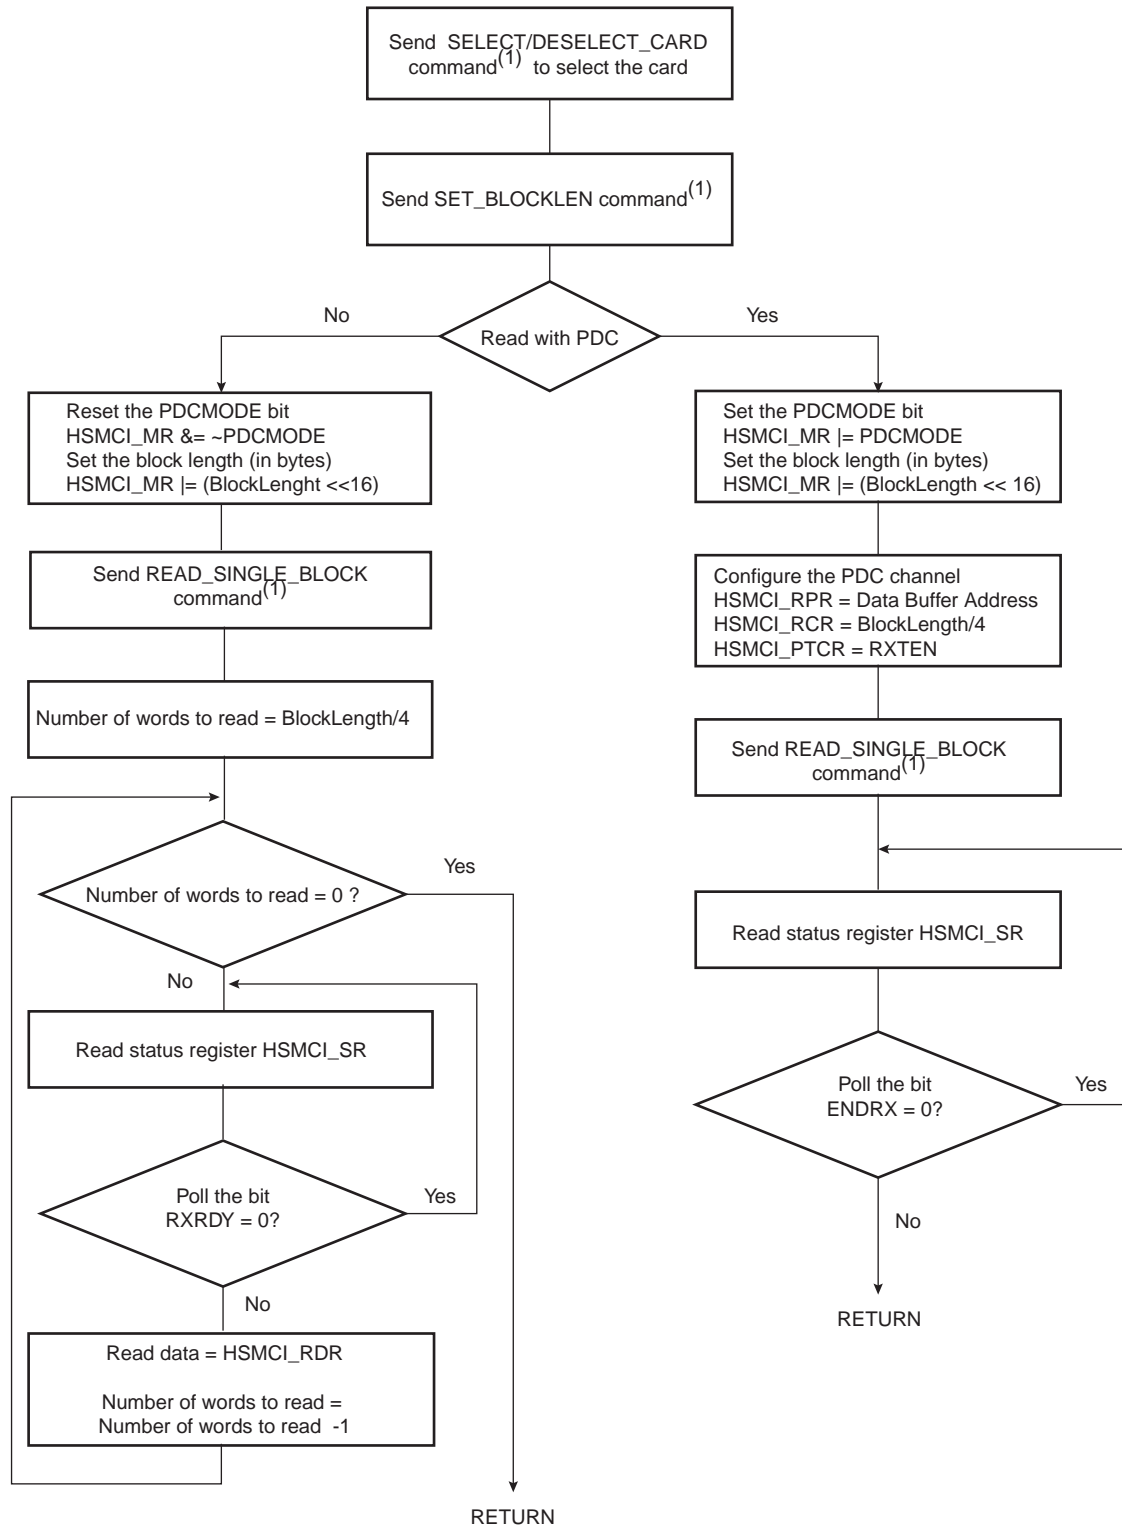 Send SELECT/DESELECT_CARD
command(1) to select the card
Send SET_BLOCKLEN command(1)
No
Yes
Read with PDC
Reset the PDCMODE bit
HSMCI_MR &= ~PDCMODE
Set the block length (in bytes)
HSMCI_MR |= (BlockLenght <<16)
Send READ_SINGLE_BLOCK
command(1)
Number of words to read = BlockLength/4
Number of words to read = 0 ?
Yes
No
Read status register HSMCI_SR
Poll the bit
RXRDY = 0?
Yes
No
Read data = HSMCI_RDR
Number of words to read =
Number of words to read -1
RETURN
Set the PDCMODE bit
HSMCI_MR |= PDCMODE
Set the block length (in bytes)
HSMCI_MR |= (BlockLength << 16)
Configure the PDC channel
HSMCI_RPR = Data Buffer Address
HSMCI_RCR = BlockLength/4
HSMCI_PTCR = RXTEN
Send READ_SINGLE_BLOCK
command(1)
Read status register HSMCI_SR
Poll the bit
ENDRX = 0?
Yes
No
RETURN